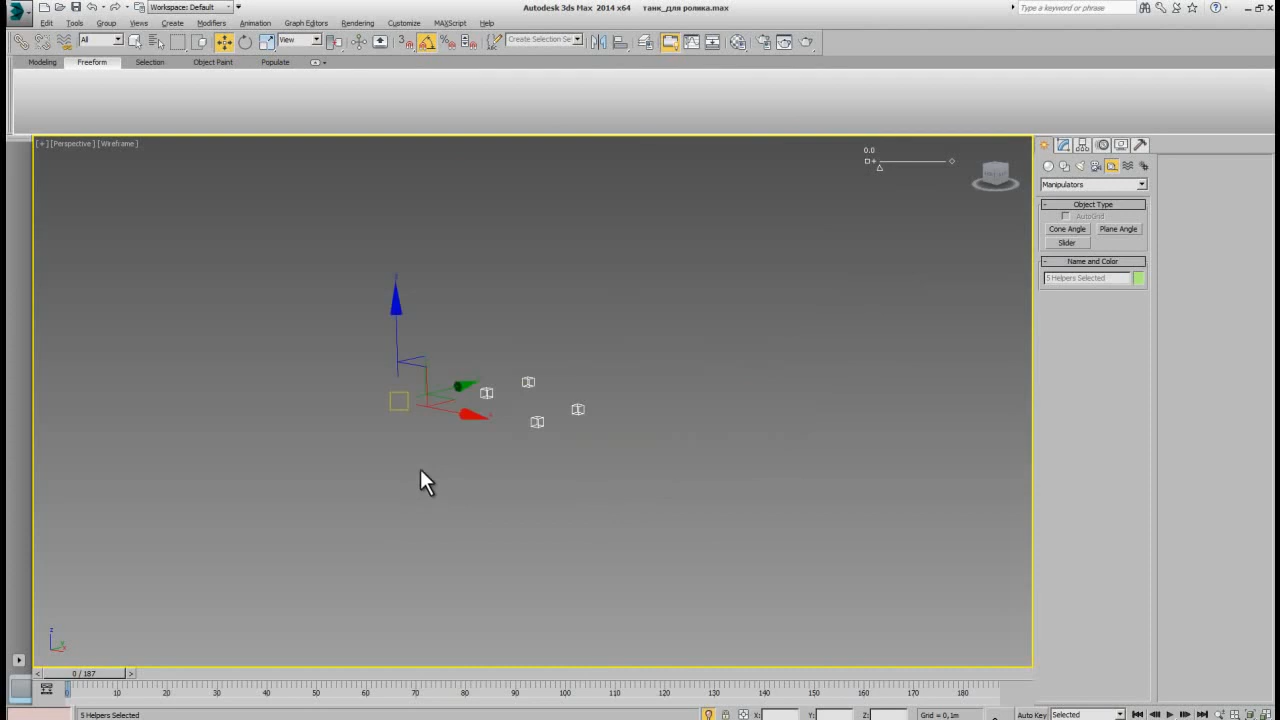 Autodesk 3ds Max 2014 x64 танк_для ролика.max
Workspace: Default
Type a keyword or phrase
Edit Tools Group Views Create Modifiers Animation Graph Editors Rendering Customize MAXScript Help
All
View
Create Selection Se
Modeling Freeform Selection Object Paint Populate
[+] [Perspective] [Wireframe]
0.0
Manipulators
Object Type
AutoGrid
Cone Angle Plane Angle
Slider
Name and Color
5 Helpers Selected
0 / 187
0 10 20 30 40 50 60 70 80 90 100 110 120 130 140 150 160 170 180
5 Helpers Selected
X: Y: Z: Grid = 0,1m Auto Key Selected